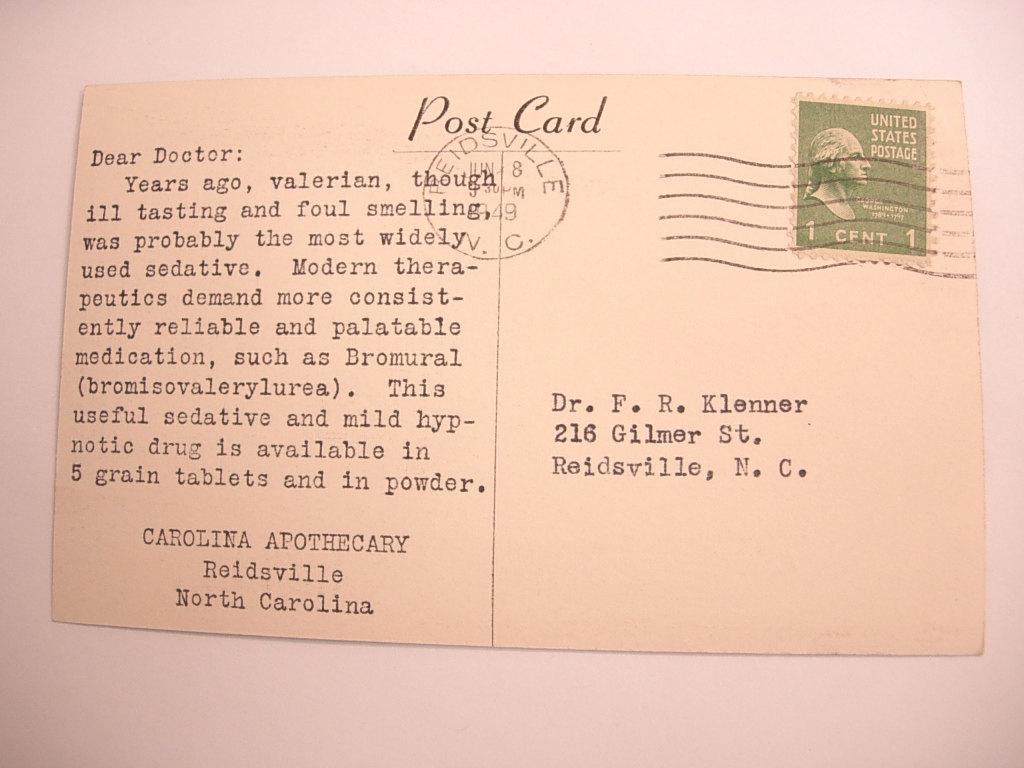 Post Card
Dear Doctor:
Years ago, valerian, though
ill tasting and foul smelling,
was probably the most widely
used sedative. Modern thera-
peutics demand more consist-
ently reliable and palatable
medication, such as Bromural
(bromisovalerylurea). This
useful sedative and mild hyp-
notic drug is available in
5 grain tablets and in powder.
CAROLINA APOTHECARY
Reidsville
North Carolina
REIDSVILLE
JUN 8
PM
1949
N. C.
UNITED
STATES
POSTAGE
WASHINGTON
1 CENT 1
Dr. F. R. Klenner
216 Gilmer St.
Reidsville, N. C.